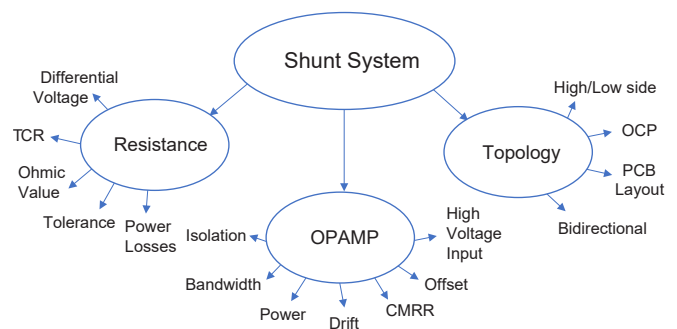 Shunt System
Differential
Voltage
TCR
Ohmic
Value
Tolerance
Power
Losses
Resistance
Isolation
Bandwidth
Power
Drift
CMRR
Offset
High
Voltage
Input
OPAMP
High/Low side
OCP
PCB
Layout
Bidirectional
Topology